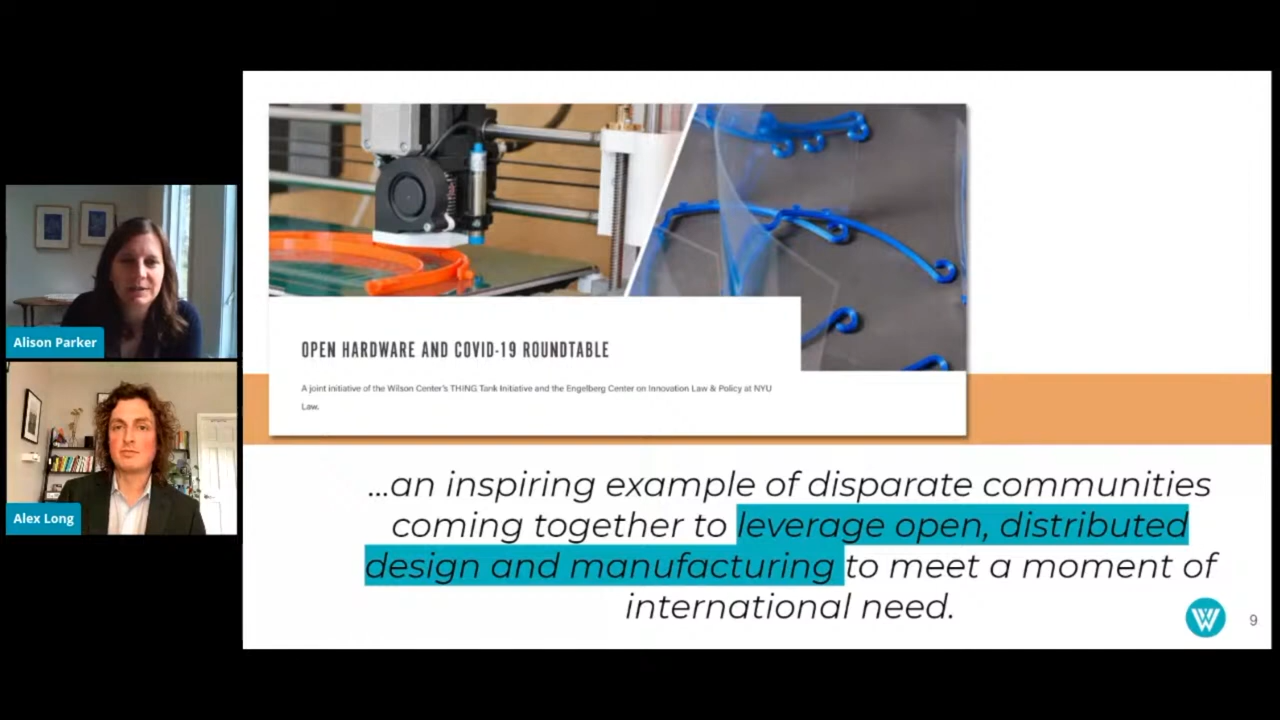 Alison Parker
Alex Long
OPEN HARDWARE AND COVID-19 ROUNDTABLE
A joint initiative of the Wilson Center's THING Tank Initiative and the Engelberg Center on Innovation Law & Policy at NYU
Law.
...an inspiring example of disparate communities
coming together to leverage open, distributed
design and manufacturing to meet a moment of
international need.
W
9